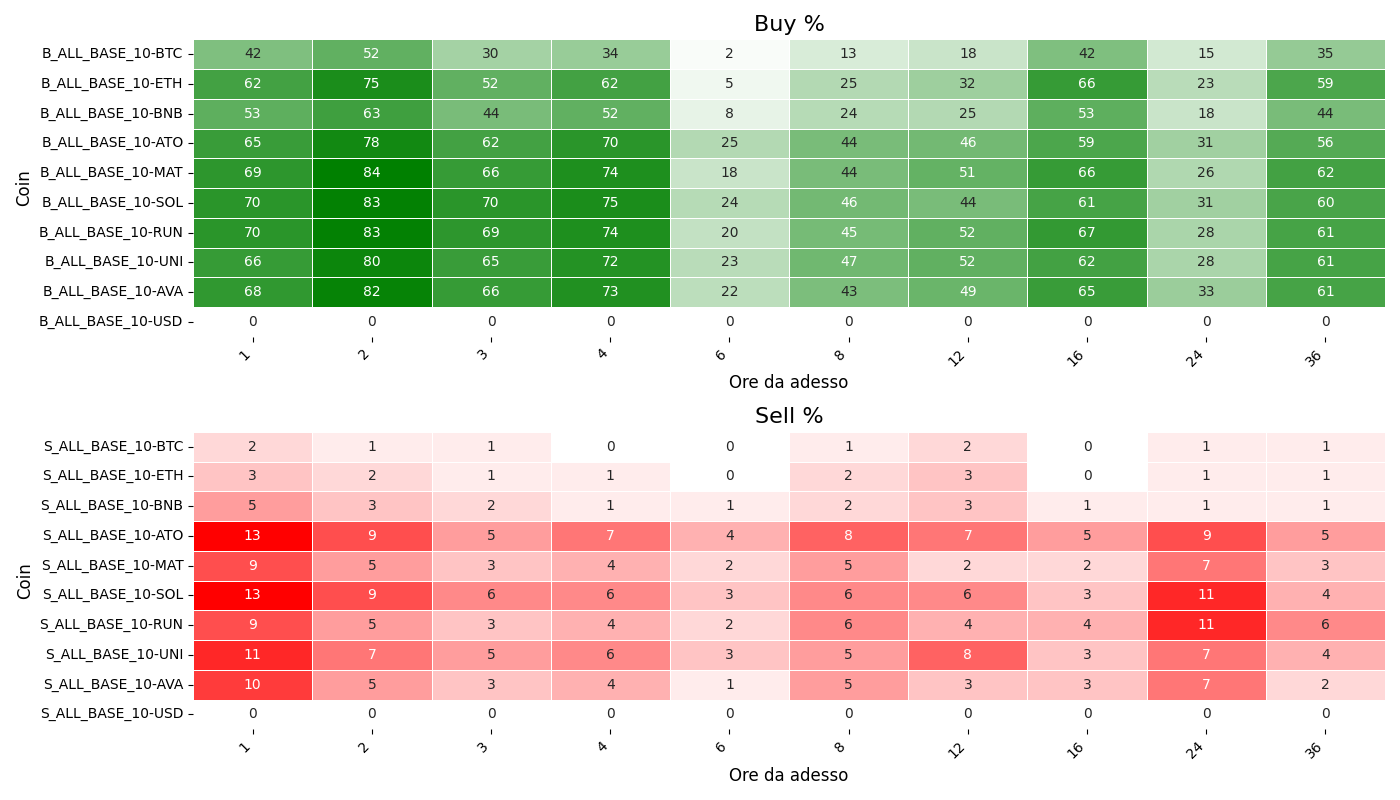 Buy %
Coin
B_ALL_BASE_10-BTC 42 52 30 34 2 13 18 42 15 35
B_ALL_BASE_10-ETH 62 75 52 62 5 25 32 66 23 59
B_ALL_BASE_10-BNB 53 63 44 52 8 24 25 53 18 44
B_ALL_BASE_10-ATO 65 78 62 70 25 44 46 59 31 56
B_ALL_BASE_10-MAT 69 84 66 74 18 44 51 66 26 62
B_ALL_BASE_10-SOL 70 83 70 75 24 46 44 61 31 60
B_ALL_BASE_10-RUN 70 83 69 74 20 45 52 67 28 61
B_ALL_BASE_10-UNI 66 80 65 72 23 47 52 62 28 61
B_ALL_BASE_10-AVA 68 82 66 73 22 43 49 65 33 61
B_ALL_BASE_10-USD 0 0 0 0 0 0 0 0 0 0
1 2 3 4 6 8 12 16 24 36
Ore da adesso
Sell %
Coin
S_ALL_BASE_10-BTC 2 1 1 0 0 1 2 0 1 1
S_ALL_BASE_10-ETH 3 2 1 1 0 2 3 0 1 1
S_ALL_BASE_10-BNB 5 3 2 1 1 2 3 1 1 1
S_ALL_BASE_10-ATO 13 9 5 7 4 8 7 5 9 5
S_ALL_BASE_10-MAT 9 5 3 4 2 5 2 2 7 3
S_ALL_BASE_10-SOL 13 9 6 6 3 6 6 3 11 4
S_ALL_BASE_10-RUN 9 5 3 4 2 6 4 4 11 6
S_ALL_BASE_10-UNI 11 7 5 6 3 5 8 3 7 4
S_ALL_BASE_10-AVA 10 5 3 4 1 5 3 3 7 2
S_ALL_BASE_10-USD 0 0 0 0 0 0 0 0 0 0
1 2 3 4 6 8 12 16 24 36
Ore da adesso